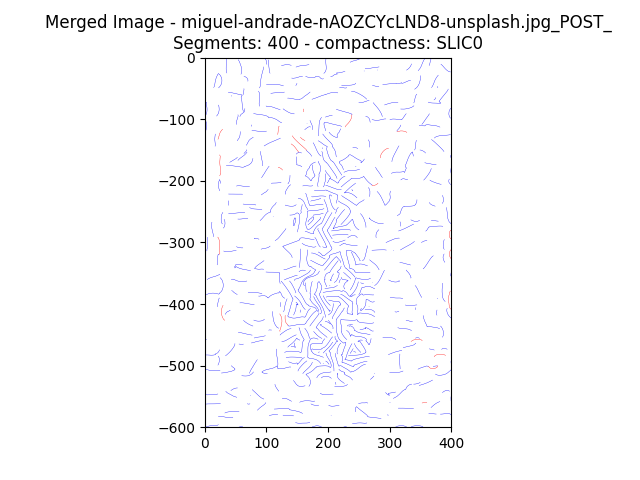 Merged Image - miguel-andrade-nAOZCYcLND8-unsplash.jpg_POST_
Segments: 400 - compactness: SLIC0
0
−100
−200
−300
−400
−500
−600
0 100 200 300 400